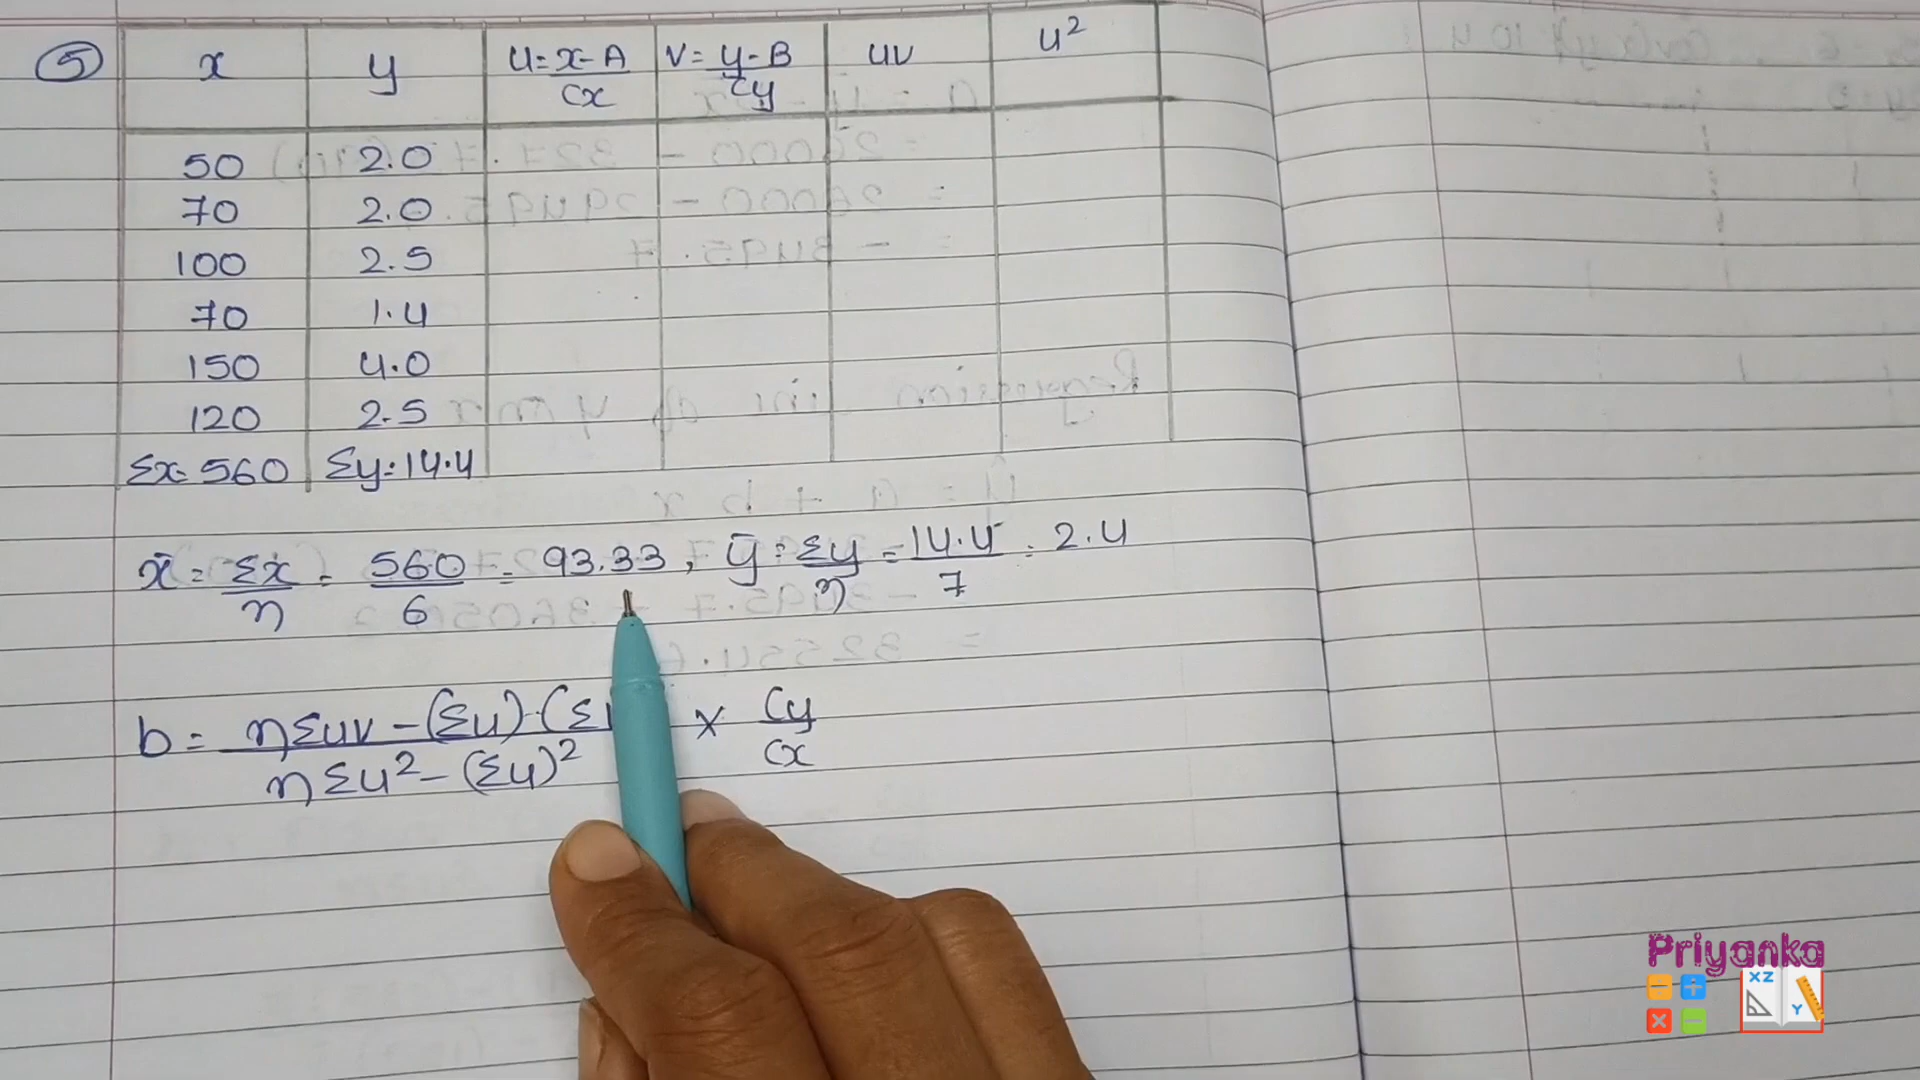 5 x y u=x-A/Cx v=y-B/Cy uv u²
50 2.0
70 2.0
100 2.5
70 1.4
150 4.0
120 2.5
Σx=560 Σy=14.4
x̄ = Σx/n = 560/6 = 93.33, ȳ = Σy/n = 14.4/7 = 2.4
b = nΣuv-(Σu)·(Σ / nΣu²-(Σu)² × Cy/Cx
Priyanka
XZ
Y